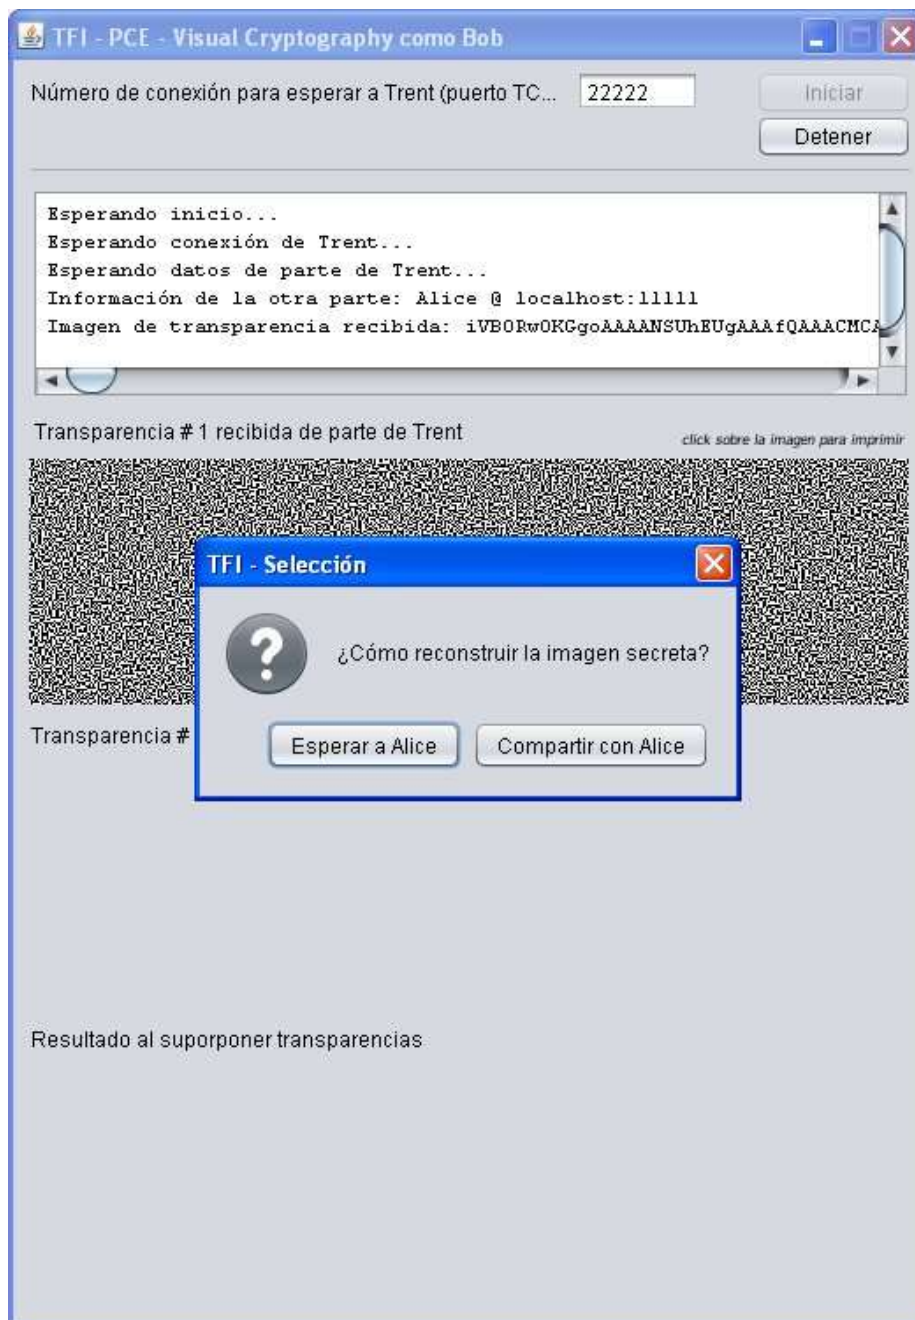 TFI - PCE - Visual Cryptography como Bob
Número de conexión para esperar a Trent (puerto TC... 22222 Iniciar
Detener
Esperando inicio...
Esperando conexión de Trent...
Esperando datos de parte de Trent...
Información de la otra parte: Alice @ localhost:11111
Imagen de transparencia recibida: iVBORw0KGgoAAAANSUhEUgAAAfQAAACMCA
Transparencia # 1 recibida de parte de Trent click sobre la imagen para imprimir
TFI - Selección
¿Cómo reconstruir la imagen secreta?
Transparencia #
Esperar a Alice Compartir con Alice
Resultado al suporponer transparencias